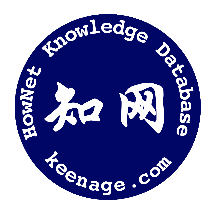 HowNet Knowledge Database
知网
keenage.com